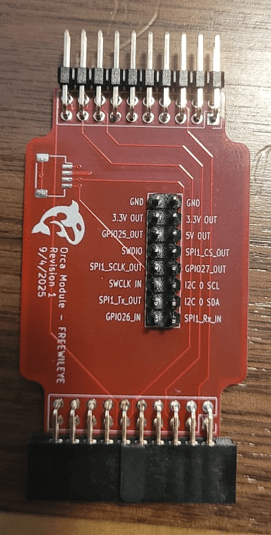 GND GND
3.3V OUT 3.3V OUT
GPIO25_OUT 5V OUT
SWDIO SPI1_CS_OUT
SPI1_SCLK_OUT GPIO27_OUT
SWCLK IN I2C 0 SCL
SPI1_Tx_OUT I2C 0 SDA
GPIO26_IN SPI1_Rx_IN
Orca Module - FREEWILEYE
Revision 1
9/4/2025